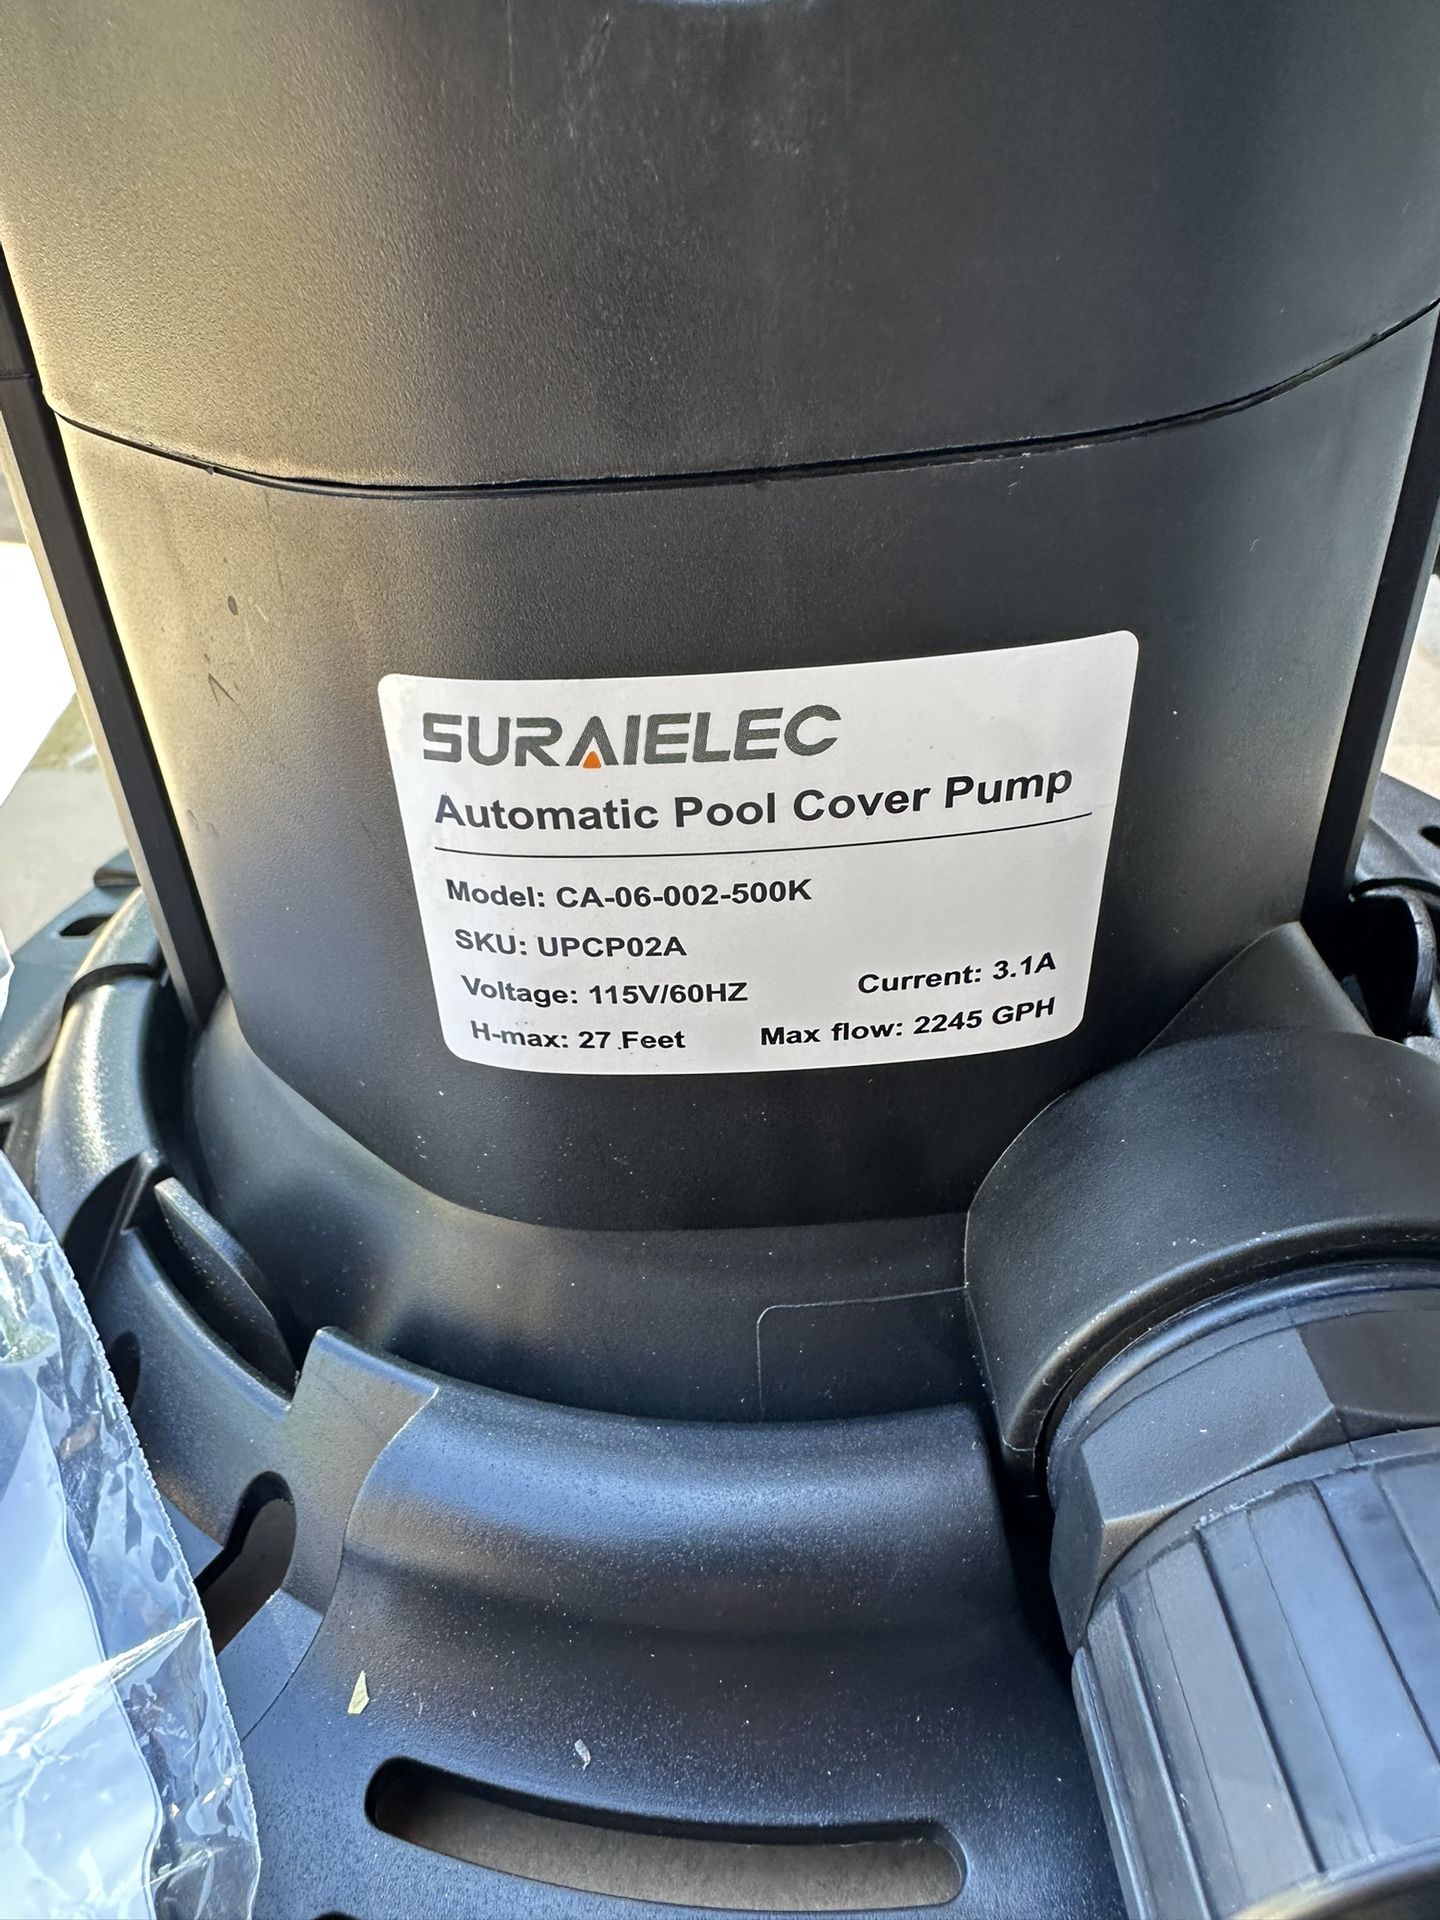 SURAIELEC
Automatic Pool Cover Pump
Model: CA-06-002-500K
SKU: UPCP02A
Voltage: 115V/60HZ Current: 3.1A
H-max: 27 Feet Max flow: 2245 GPH